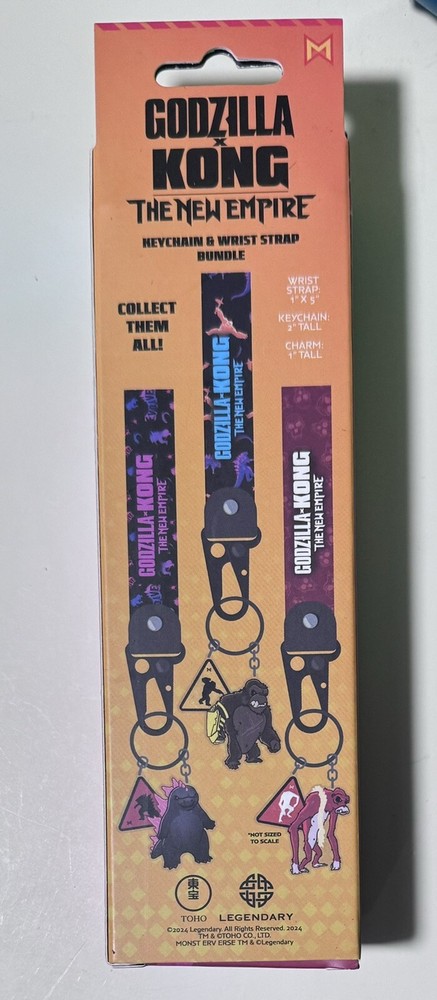 M
GODZILLA
x
KONG
THE NEW EMPIRE
KEYCHAIN & WRIST STRAP
BUNDLE
COLLECT
THEM
ALL!
WRIST
STRAP:
1" X 5"
KEYCHAIN:
2" TALL
CHARM:
1" TALL
GODZILLA-KONG
THE NEW EMPIRE
GODZILLA-KONG
THE NEW EMPIRE
GODZILLA-KONG
THE NEW EMPIRE
*NOT SIZED
TO SCALE
東
宝
TOHO LEGENDARY
©2024 Legendary. All Rights Reserved. 2024
TM & ©TOHO CO., LTD.
MONST ERV ERSE TM & ©Legendary